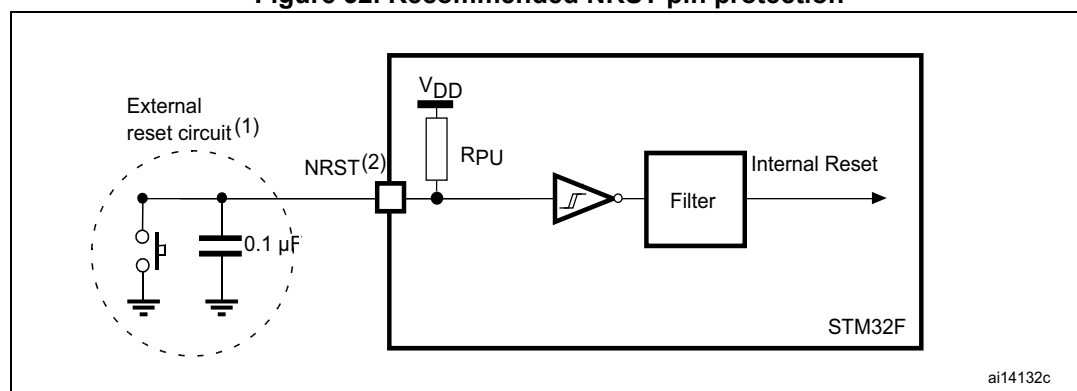 Figure 32. Recommended NRST pin protection
VDD
External
reset circuit(1)
NRST(2)
RPU
Internal Reset
Filter
0.1 µF
STM32F
ai14132c